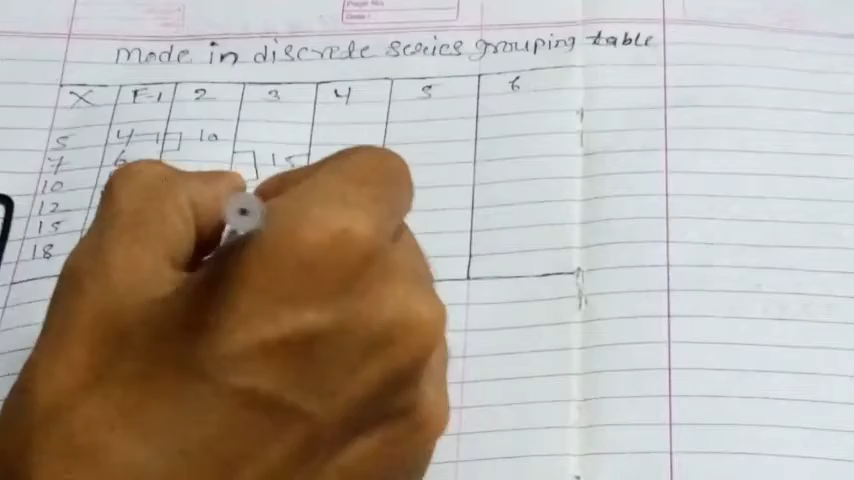 mode in discrete series grouping table
X F-1 2 3 4 5 6
5 4 10
7 6 15
10
12
15
18